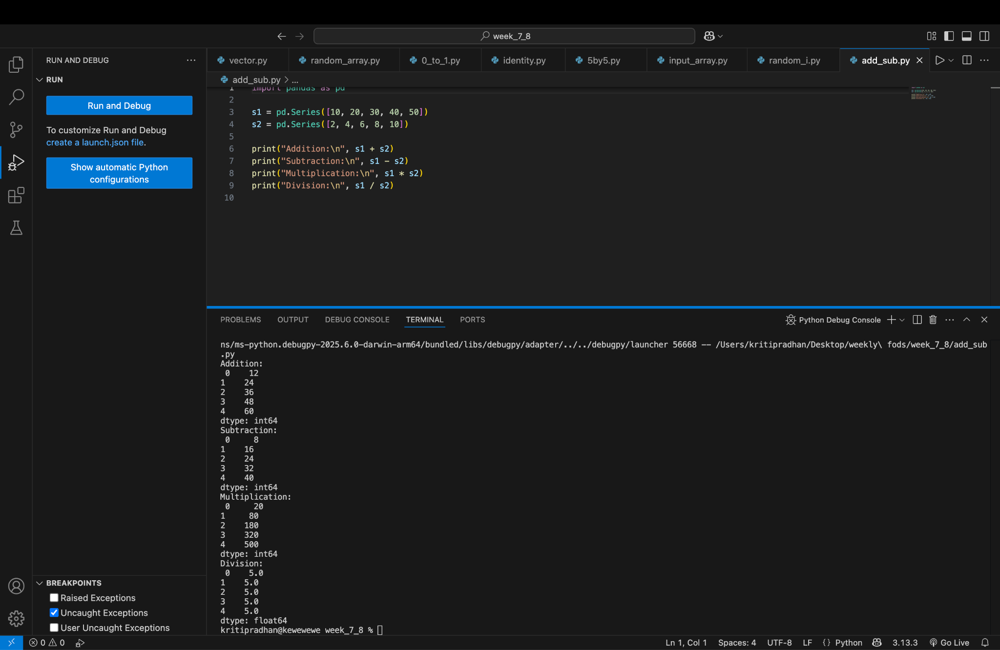 week_7_8
RUN AND DEBUG
RUN
Run and Debug
To customize Run and Debug
create a launch.json file.
Show automatic Python
configurations
vector.py
random_array.py
0_to_1.py
identity.py
5by5.py
input_array.py
random_i.py
add_sub.py
add_sub.py > ...
1 import pandas as pd
2
3 s1 = pd.Series([10, 20, 30, 40, 50])
4 s2 = pd.Series([2, 4, 6, 8, 10])
5
6 print("Addition:\n", s1 + s2)
7 print("Subtraction:\n", s1 - s2)
8 print("Multiplication:\n", s1 * s2)
9 print("Division:\n", s1 / s2)
10
PROBLEMS OUTPUT DEBUG CONSOLE TERMINAL PORTS
Python Debug Console
ns/ms-python.debugpy-2025.6.0-darwin-arm64/bundled/libs/debugpy/adapter/../../debugpy/launcher 56668 -- /Users/kritipradhan/Desktop/weekly\ fods/week_7_8/add_sub
.py
Addition:
0 12
1 24
2 36
3 48
4 60
dtype: int64
Subtraction:
0 8
1 16
2 24
3 32
4 40
dtype: int64
Multiplication:
0 20
1 80
2 180
3 320
4 500
dtype: int64
Division:
0 5.0
1 5.0
2 5.0
3 5.0
4 5.0
dtype: float64
kritipradhan@kewewewe week_7_8 %
BREAKPOINTS
Raised Exceptions
Uncaught Exceptions
User Uncaught Exceptions
0 0
Ln 1, Col 1 Spaces: 4 UTF-8 LF {} Python 3.13.3 Go Live